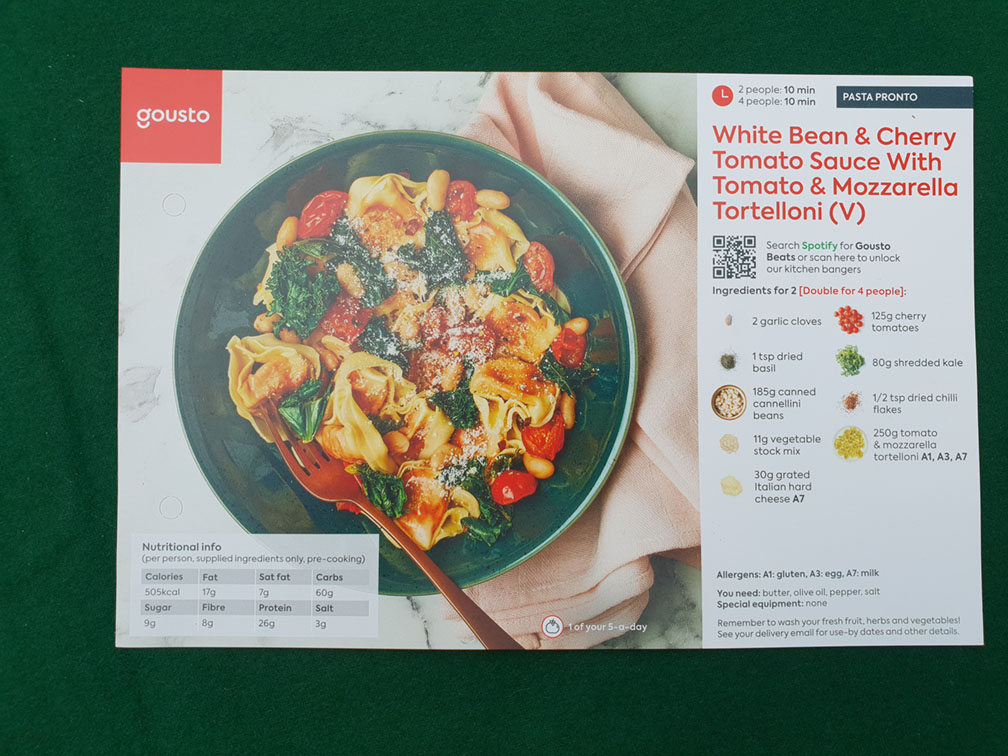 gousto
2 people: 10 min
4 people: 10 min
PASTA PRONTO
White Bean & Cherry
Tomato Sauce With
Tomato & Mozzarella
Tortelloni (V)
Search Spotify for Gousto
Beats or scan here to unlock
our kitchen bangers
Ingredients for 2 [Double for 4 people]:
2 garlic cloves
125g cherry
tomatoes
1 tsp dried
basil
80g shredded kale
185g canned
cannellini
beans
1/2 tsp dried chilli
flakes
11g vegetable
stock mix
250g tomato
& mozzarella
tortelloni A1, A3, A7
30g grated
Italian hard
cheese A7
Allergens: A1: gluten, A3: egg, A7: milk
You need: butter, olive oil, pepper, salt
Special equipment: none
Remember to wash your fresh fruit, herbs and vegetables!
See your delivery email for use-by dates and other details.
Nutritional info
(per person, supplied ingredients only, pre-cooking)
Calories Fat Sat fat Carbs
505kcal 17g 7g 60g
Sugar Fibre Protein Salt
9g 8g 26g 3g
1 of your 5-a-day